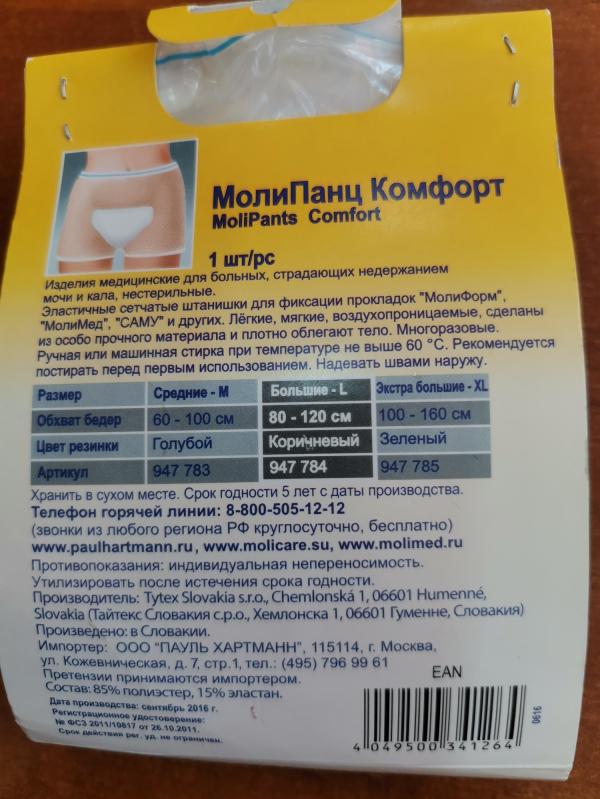 МолиПанц Комфорт
MoliPants Comfort
1 шт/pc
Изделия медицинские для больных, страдающих недержанием
мочи и кала, нестерильные.
Эластичные сетчатые штанишки для фиксации прокладок "МолиФорм",
"МолиМед", "САМУ" и других. Лёгкие, мягкие, воздухопроницаемые, сделаны
из особо прочного материала и плотно облегают тело. Многоразовые.
Ручная или машинная стирка при температуре не выше 60 °C. Рекомендуется
постирать перед первым использованием. Надевать швами наружу.
Размер Средние - M Большие - L Экстра большие - XL
Обхват бедер 60 - 100 см 80 - 120 см 100 - 160 см
Цвет резинки Голубой Коричневый Зеленый
Артикул 947 783 947 784 947 785
Хранить в сухом месте. Срок годности 5 лет с даты производства.
Телефон горячей линии: 8-800-505-12-12
(звонки из любого региона РФ круглосуточно, бесплатно)
www.paulhartmann.ru, www.molicare.su, www.molimed.ru
Противопоказания: индивидуальная непереносимость.
Утилизировать после истечения срока годности.
Производитель: Tytex Slovakia s.r.o., Chemlonská 1, 06601 Humenné,
Slovakia (Тайтекс Словакия с.р.о., Хемлонска 1, 06601 Гуменне, Словакия)
Произведено: в Словакии.
Импортер: ООО "ПАУЛЬ ХАРТМАНН", 115114, г. Москва,
ул. Кожевническая, д. 7, стр.1, тел.: (495) 796 99 61
Претензии принимаются импортером.
Состав: 85% полиэстер, 15% эластан.
Дата производства: сентябрь 2016 г.
Регистрационное удостоверение:
№ ФСЗ 2011/10817 от 26.10.2011.
Срок действия рег. уд. не ограничен.
EAN
4 049500 341264
0616